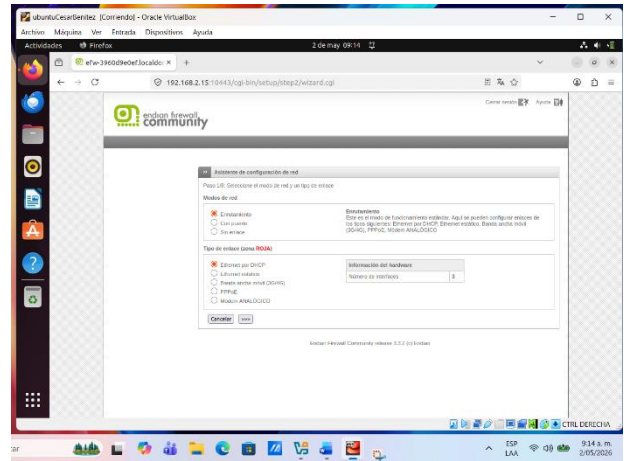 ubuntuCesarBenitez [Corriendo] - Oracle VirtualBox
Archivo Máquina Ver Entrada Dispositivos Ayuda
Actividades Firefox 2 de may 09:14
efw-3960d9e0ef.localdor
192.168.2.15:10443/cgi-bin/setup/step2/wizard.cgi
endian firewall
community
Cerrar sesión Ayuda
Asistente de configuración de red
Paso 1/8: Seleccione el modo de red y un tipo de enlace
Modos de red
Enrutamiento
Con puente
Sin enlace
Enrutamiento
Este es el modo de funcionamiento estándar. Aquí se pueden configurar enlaces de
los tipos siguientes: Ethernet por DHCP, Ethernet estático, Banda ancha móvil
(3G/4G), PPPoE, Módem ANALÓGICO
Tipo de enlace (zona ROJA)
Ethernet por DHCP
Ethernet estático
Banda ancha móvil (3G/4G)
PPPoE
Módem ANALÓGICO
Información del hardware
Número de interfaces 3
Cancelar >>>
Endian Firewall Community release 3.3.2 (c) Endian
CTRL DERECHA
ar
ESP
LAA
9:14 a. m.
2/05/2026